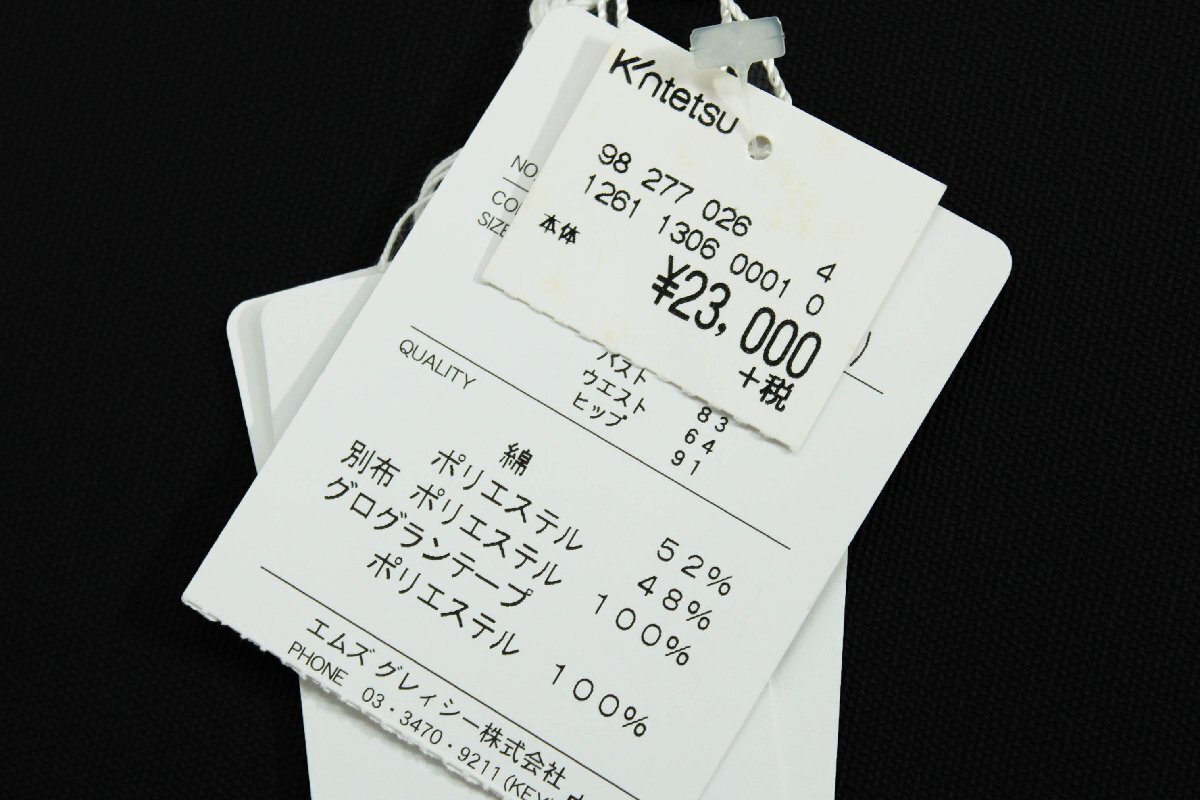 K'ntetsu
98 277 026 4
1261 1306 0001 0
本体
¥23,000
+税
NO
CO
SIZE
)
バスト 83
ウエスト 64
ヒップ 91
QUALITY
綿 52%
ポリエステル 48%
別布 ポリエステル 100%
グログランテープ
ポリエステル 100%
エムズ グレィシー株式会社
PHONE 03・3470・9211 (KEY